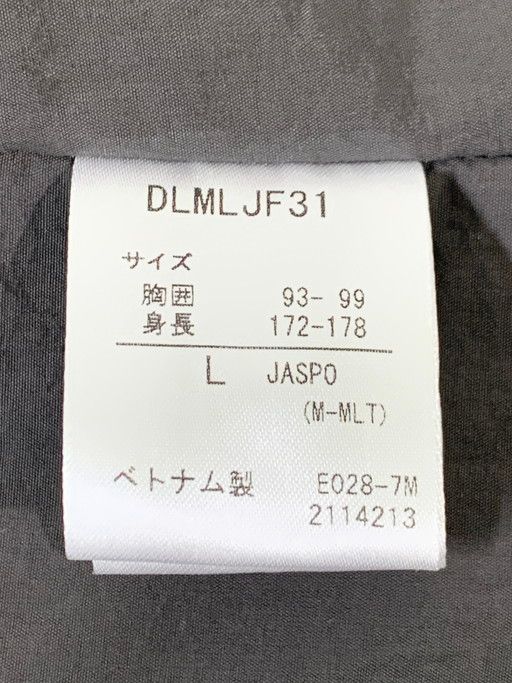 DLMLJF31
サイズ
胸囲 93- 99
身長 172-178
L JASPO
(M-MLT)
ベトナム製 E028-7M
2114213